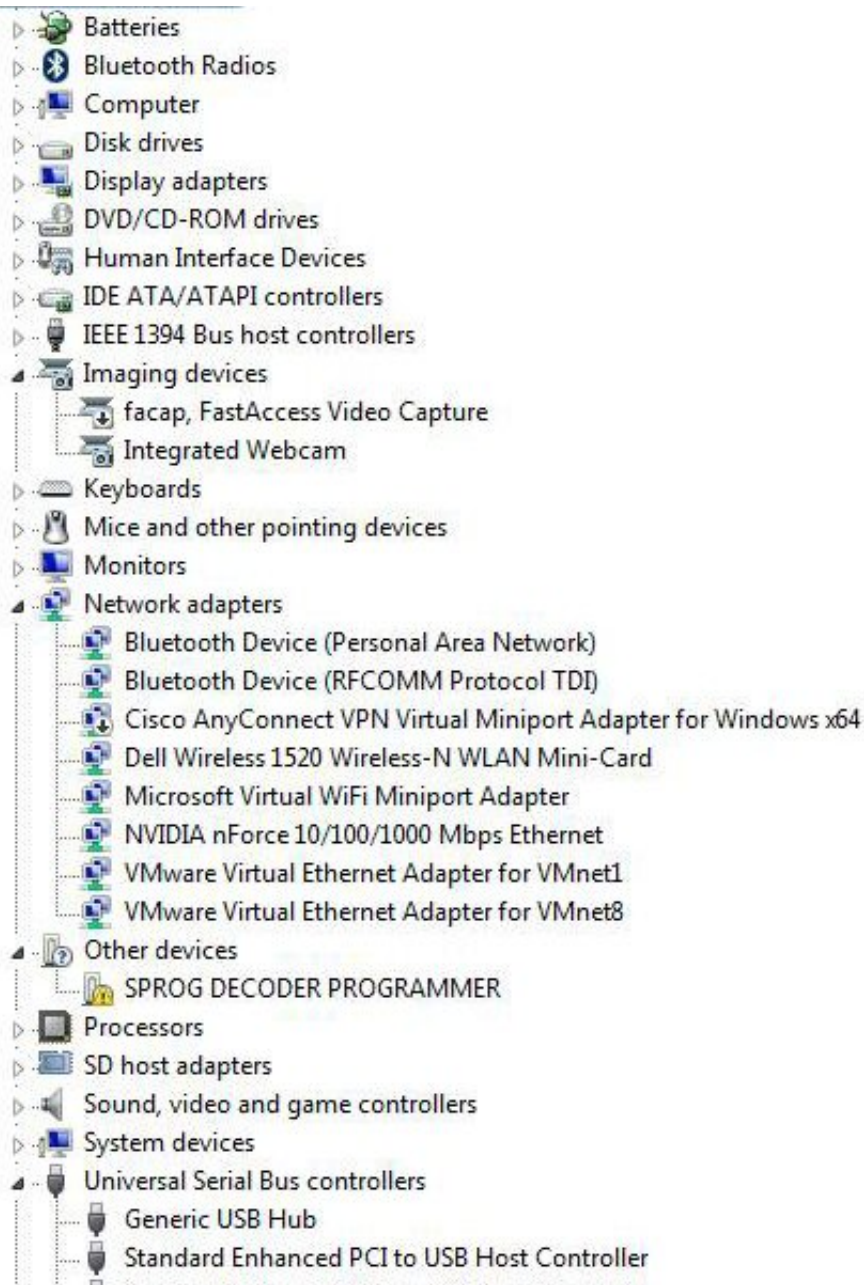 Batteries
Bluetooth Radios
Computer
Disk drives
Display adapters
DVD/CD-ROM drives
Human Interface Devices
IDE ATA/ATAPI controllers
IEEE 1394 Bus host controllers
Imaging devices
facap, FastAccess Video Capture
Integrated Webcam
Keyboards
Mice and other pointing devices
Monitors
Network adapters
Bluetooth Device (Personal Area Network)
Bluetooth Device (RFCOMM Protocol TDI)
Cisco AnyConnect VPN Virtual Miniport Adapter for Windows x64
Dell Wireless 1520 Wireless-N WLAN Mini-Card
Microsoft Virtual WiFi Miniport Adapter
NVIDIA nForce 10/100/1000 Mbps Ethernet
VMware Virtual Ethernet Adapter for VMnet1
VMware Virtual Ethernet Adapter for VMnet8
Other devices
SPROG DECODER PROGRAMMER
Processors
SD host adapters
Sound, video and game controllers
System devices
Universal Serial Bus controllers
Generic USB Hub
Standard Enhanced PCI to USB Host Controller